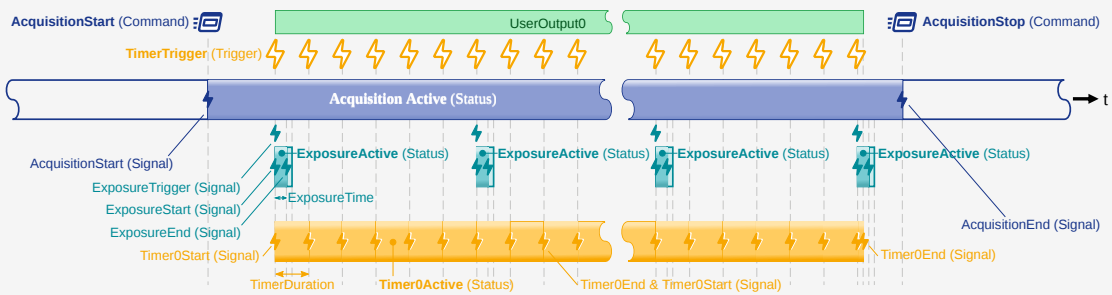 AcquisitionStart (Command)
UserOutput0
AcquisitionStop (Command)
TimerTrigger (Trigger)
Acquisition Active (Status)
t
AcquisitionStart (Signal)
ExposureActive (Status)
ExposureActive (Status)
ExposureActive (Status)
ExposureActive (Status)
ExposureTrigger (Signal)
ExposureTime
ExposureStart (Signal)
AcquisitionEnd (Signal)
ExposureEnd (Signal)
Timer0Start (Signal)
Timer0End (Signal)
TimerDuration
Timer0Active (Status)
Timer0End & Timer0Start (Signal)